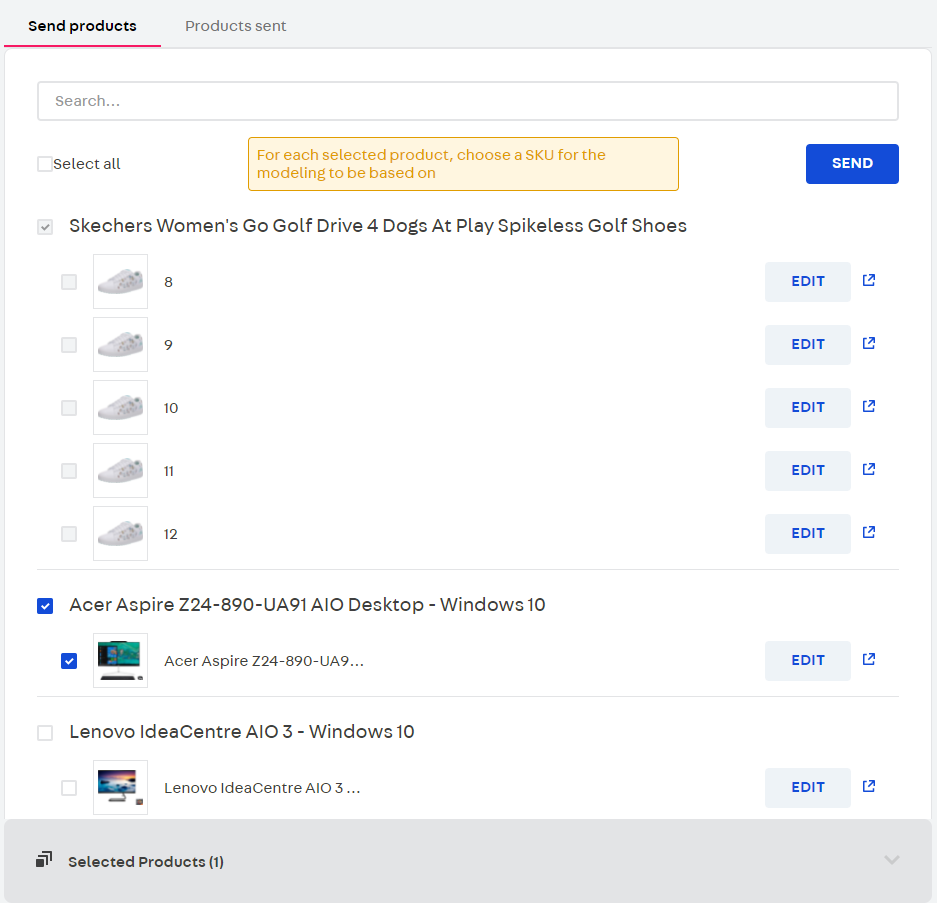 Send products
Products sent
Search...
Select all
For each selected product, choose a SKU for the
modeling to be based on
SEND
Skechers Women's Go Golf Drive 4 Dogs At Play Spikeless Golf Shoes
8
EDIT
9
EDIT
10
EDIT
11
EDIT
12
EDIT
Acer Aspire Z24-890-UA91 AIO Desktop - Windows 10
Acer Aspire Z24-890-UA9...
EDIT
Lenovo IdeaCentre AIO 3 - Windows 10
Lenovo IdeaCentre AIO 3 ...
EDIT
Selected Products (1)